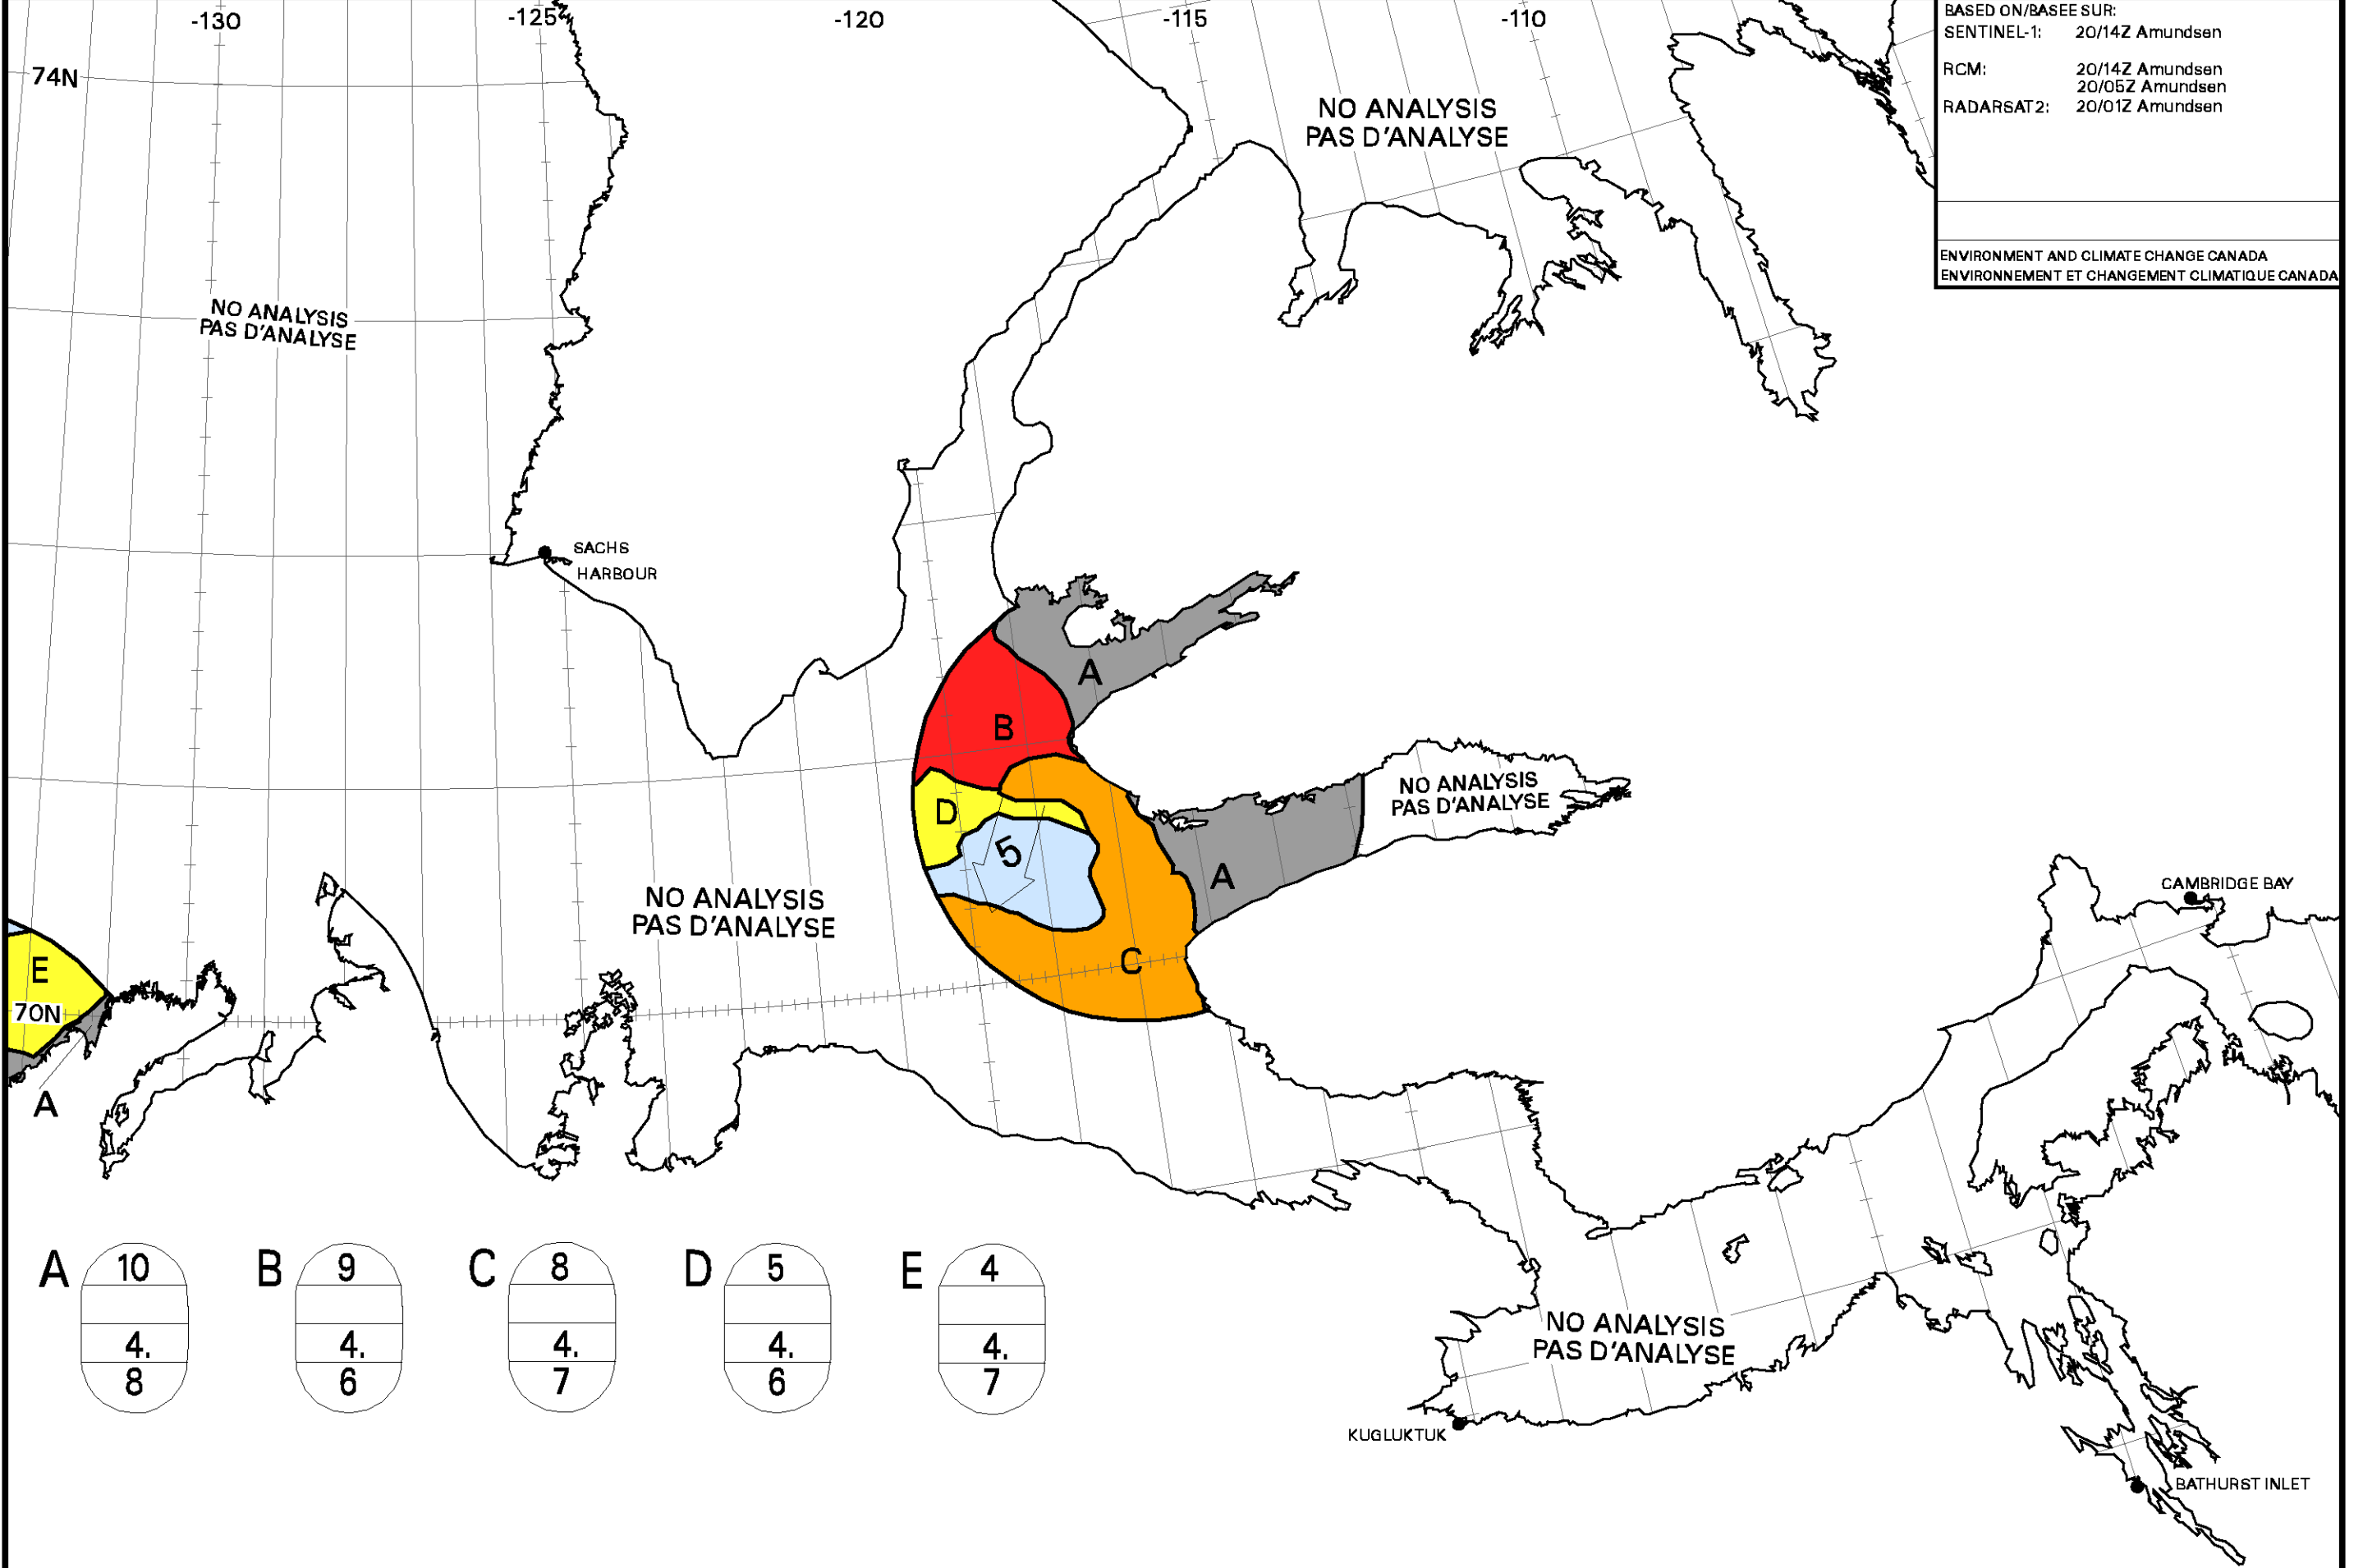 -130
-125
-120
-115
-110
BASED ON/BASEE SUR:
SENTINEL-1: 20/14Z Amundsen
RCM: 20/14Z Amundsen
20/05Z Amundsen
RADARSAT2: 20/01Z Amundsen
ENVIRONMENT AND CLIMATE CHANGE CANADA
ENVIRONNEMENT ET CHANGEMENT CLIMATIQUE CANADA
74N
NO ANALYSIS
PAS D'ANALYSE
NO ANALYSIS
PAS D'ANALYSE
SACHS
HARBOUR
A
B
NO ANALYSIS
PAS D'ANALYSE
D
5
A
CAMBRIDGE BAY
NO ANALYSIS
PAS D'ANALYSE
C
E
70N
A
A 10 4. 8
B 9 4. 6
C 8 4. 7
D 5 4. 6
E 4 4. 7
NO ANALYSIS
PAS D'ANALYSE
KUGLUKTUK
BATHURST INLET